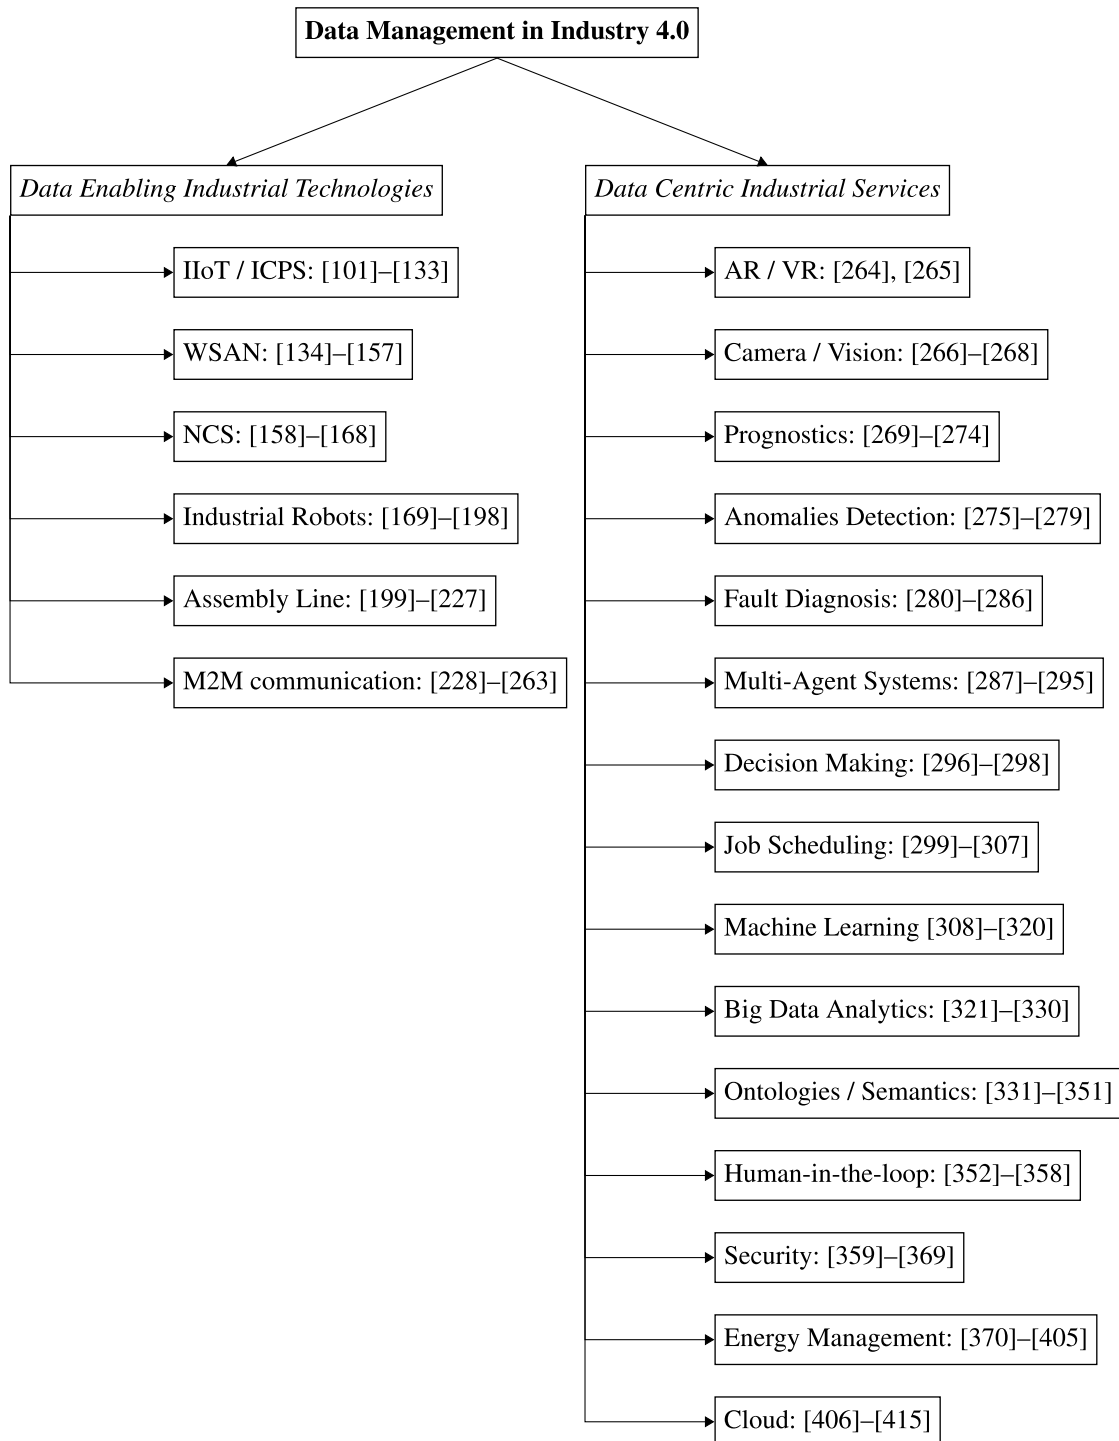 Data Management in Industry 4.0
Data Enabling Industrial Technologies
IIoT / ICPS: [101]–[133]
WSAN: [134]–[157]
NCS: [158]–[168]
Industrial Robots: [169]–[198]
Assembly Line: [199]–[227]
M2M communication: [228]–[263]
Data Centric Industrial Services
AR / VR: [264], [265]
Camera / Vision: [266]–[268]
Prognostics: [269]–[274]
Anomalies Detection: [275]–[279]
Fault Diagnosis: [280]–[286]
Multi-Agent Systems: [287]–[295]
Decision Making: [296]–[298]
Job Scheduling: [299]–[307]
Machine Learning [308]–[320]
Big Data Analytics: [321]–[330]
Ontologies / Semantics: [331]–[351]
Human-in-the-loop: [352]–[358]
Security: [359]–[369]
Energy Management: [370]–[405]
Cloud: [406]–[415]